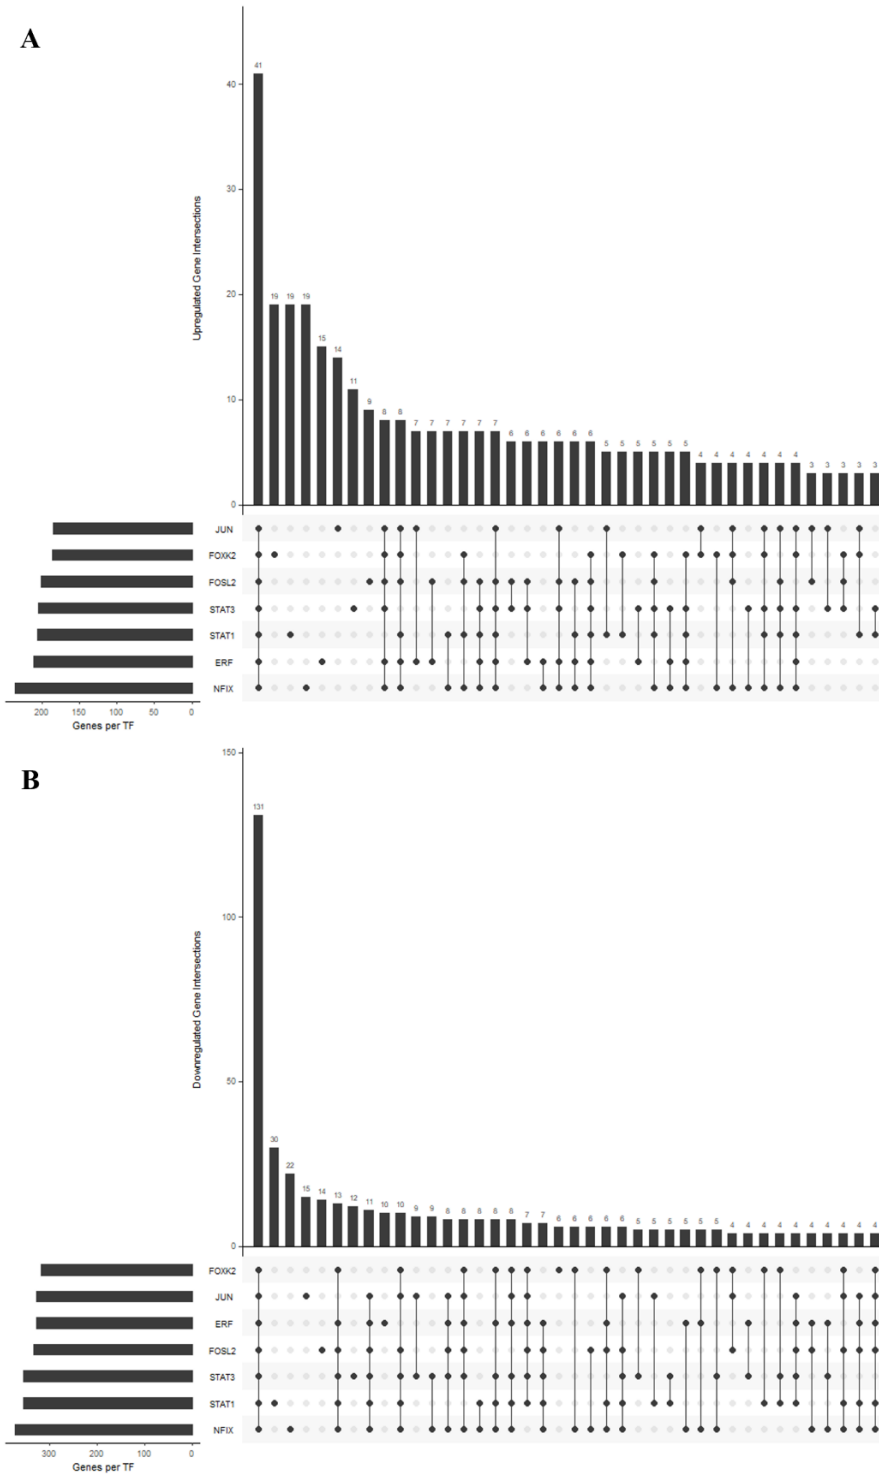 A
Upregulated Gene Intersections
40
30
20
10
0
41 19 19 19 15 14 11 9 8 8 7 7 7 7 7 7 6 6 6 6 6 6 5 5 5 5 5 5 4 4 4 4 4 4 4 3 3 3 3 3
JUN
FOXK2
FOSL2
STAT3
STAT1
ERF
NFIX
200 150 100 50 0
Genes per TF
B
Downregulated Gene Intersections
150
100
50
0
131 30 22 15 14 13 12 11 10 10 9 9 8 8 8 8 8 7 7 6 6 6 6 6 5 5 5 5 5 5 4 4 4 4 4 4 4 4 4 4
FOXK2
JUN
ERF
FOSL2
STAT3
STAT1
NFIX
300 200 100 0
Genes per TF